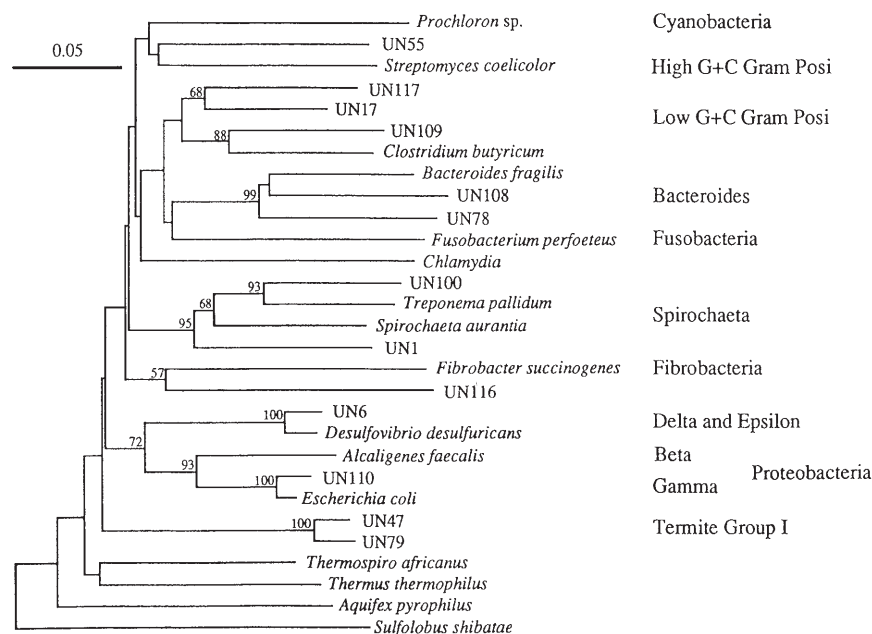 Prochloron sp.
Cyanobacteria
0.05
UN55
Streptomyces coelicolor
High G+C Gram Posi
68
UN117
UN17
Low G+C Gram Posi
88
UN109
Clostridium butyricum
Bacteroides fragilis
99
UN108
Bacteroides
UN78
Fusobacterium perfoeteus
Fusobacteria
Chlamydia
93
UN100
68
Treponema pallidum
95
Spirochaeta aurantia
Spirochaeta
UN1
57
Fibrobacter succinogenes
Fibrobacteria
UN116
100
UN6
Delta and Epsilon
72
Desulfovibrio desulfuricans
93
Alcaligenes faecalis
Beta
100
UN110
Gamma
Proteobacteria
Escherichia coli
100
UN47
Termite Group I
UN79
Thermospiro africanus
Thermus thermophilus
Aquifex pyrophilus
Sulfolobus shibatae